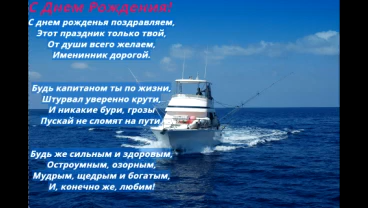 С Днем Рождения!
С днем рожденья поздравляем,
Этот праздник только твой,
От души всего желаем,
Именинник дорогой.
Будь капитаном ты по жизни,
Штурвал уверенно крути,
И никакие бури, грозы
Пускай не сломят на пути.
Будь же сильным и здоровым,
Остроумным, озорным,
Мудрым, щедрым и богатым,
И, конечно же, любим!